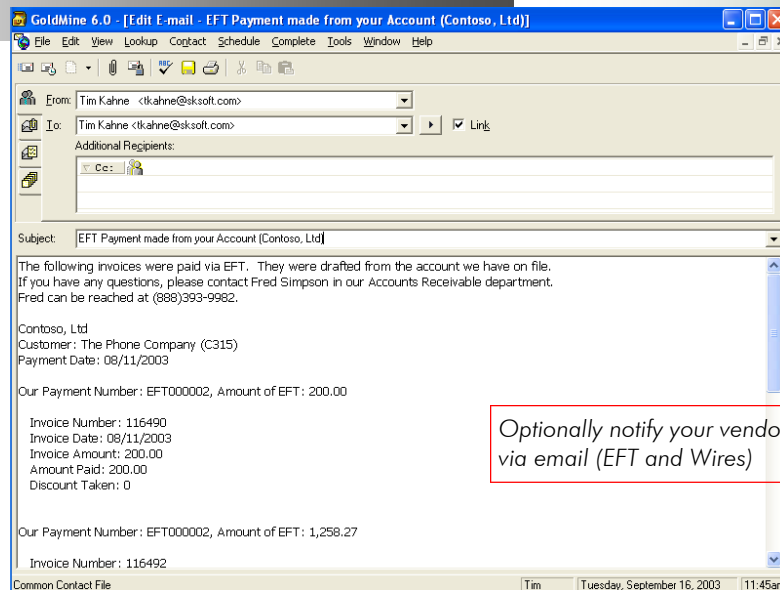 GoldMine 6.0 - [Edit E-mail - EFT Payment made from your Account (Contoso, Ltd)]
File Edit View Lookup Contact Schedule Complete Tools Window Help
From: Tim Kahne <tkahne@sksoft.com>
To: Tim Kahne <tkahne@sksoft.com> Link
Additional Recipients:
Cc:
Subject: EFT Payment made from your Account (Contoso, Ltd)
The following invoices were paid via EFT. They were drafted from the account we have on file.
If you have any questions, please contact Fred Simpson in our Accounts Receivable department.
Fred can be reached at (888)393-9982.
Contoso, Ltd
Customer: The Phone Company (C315)
Payment Date: 08/11/2003
Our Payment Number: EFT000002, Amount of EFT: 200.00
Invoice Number: 116490
Invoice Date: 08/11/2003
Invoice Amount: 200.00
Amount Paid: 200.00
Discount Taken: 0
Optionally notify your vendo
via email (EFT and Wires)
Our Payment Number: EFT000002, Amount of EFT: 1,258.27
Invoice Number: 116492
Common Contact File Tim Tuesday, September 16, 2003 11:45am